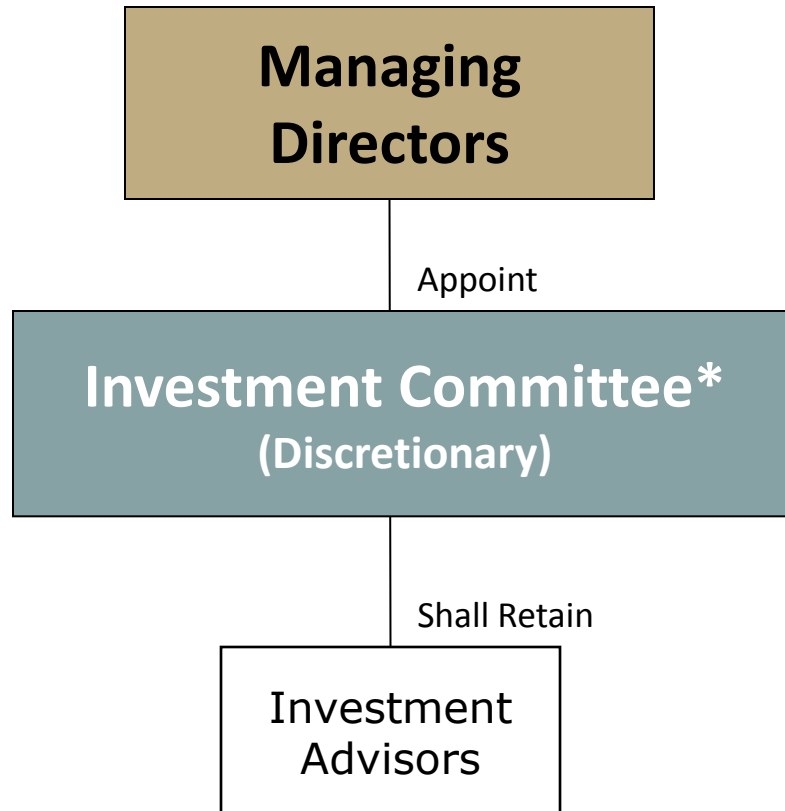 Managing
Directors
Appoint
Investment Committee*
(Discretionary)
Shall Retain
Investment
Advisors